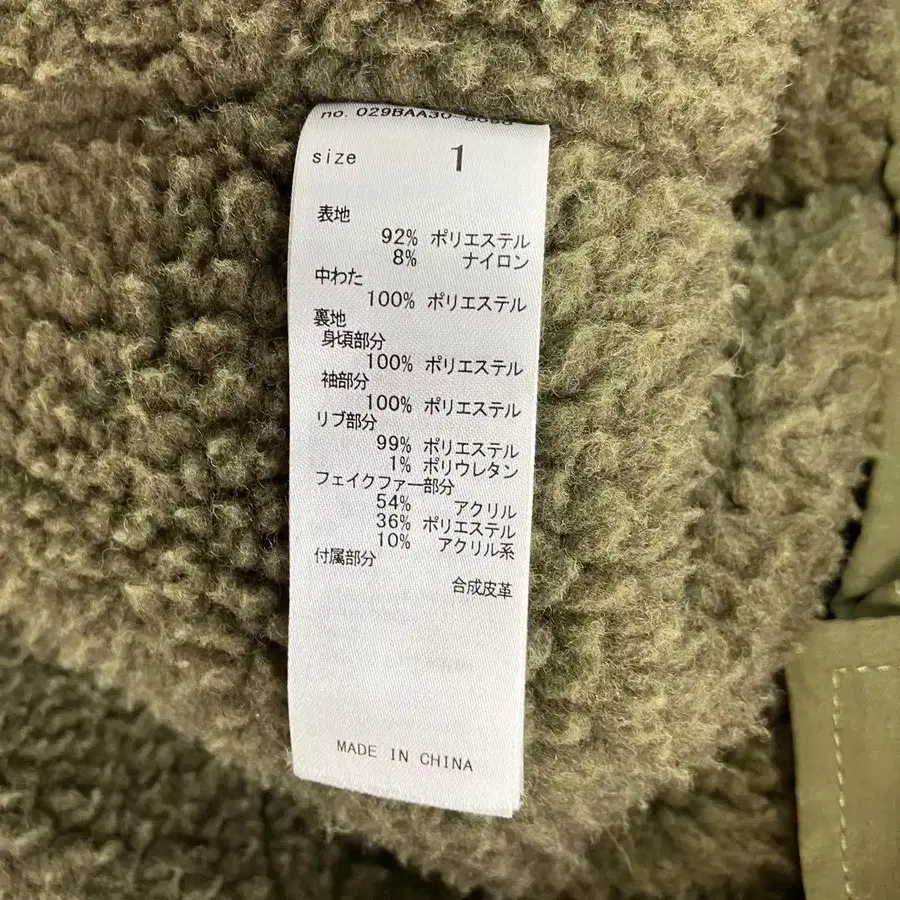 no. 029BAA30
size 1
表地
92% ポリエステル
8% ナイロン
中わた
100% ポリエステル
裏地
身頃部分
100% ポリエステル
袖部分
100% ポリエステル
リブ部分
99% ポリエステル
1% ポリウレタン
フェイクファー部分
54% アクリル
36% ポリエステル
10% アクリル系
付属部分
合成皮革
MADE IN CHINA